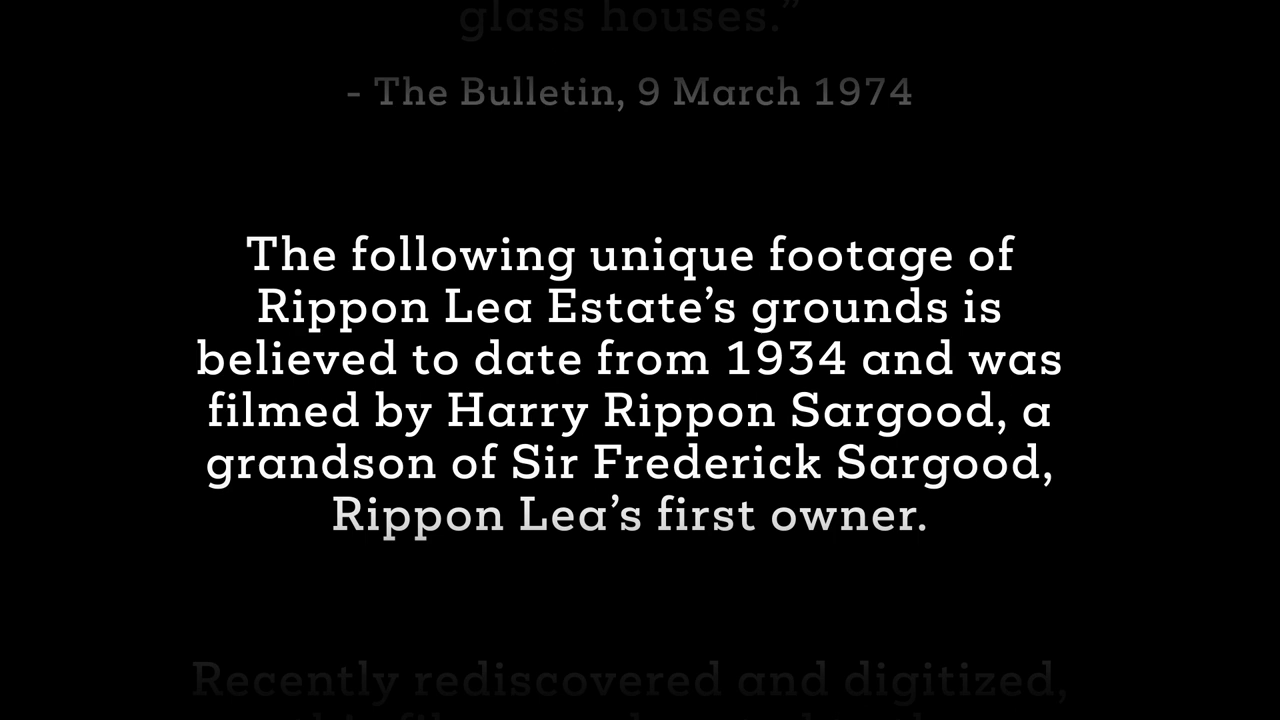 glass houses.”
- The Bulletin, 9 March 1974
The following unique footage of
Rippon Lea Estate’s grounds is
believed to date from 1934 and was
filmed by Harry Rippon Sargood, a
grandson of Sir Frederick Sargood,
Rippon Lea’s first owner.
Recently rediscovered and digitized,